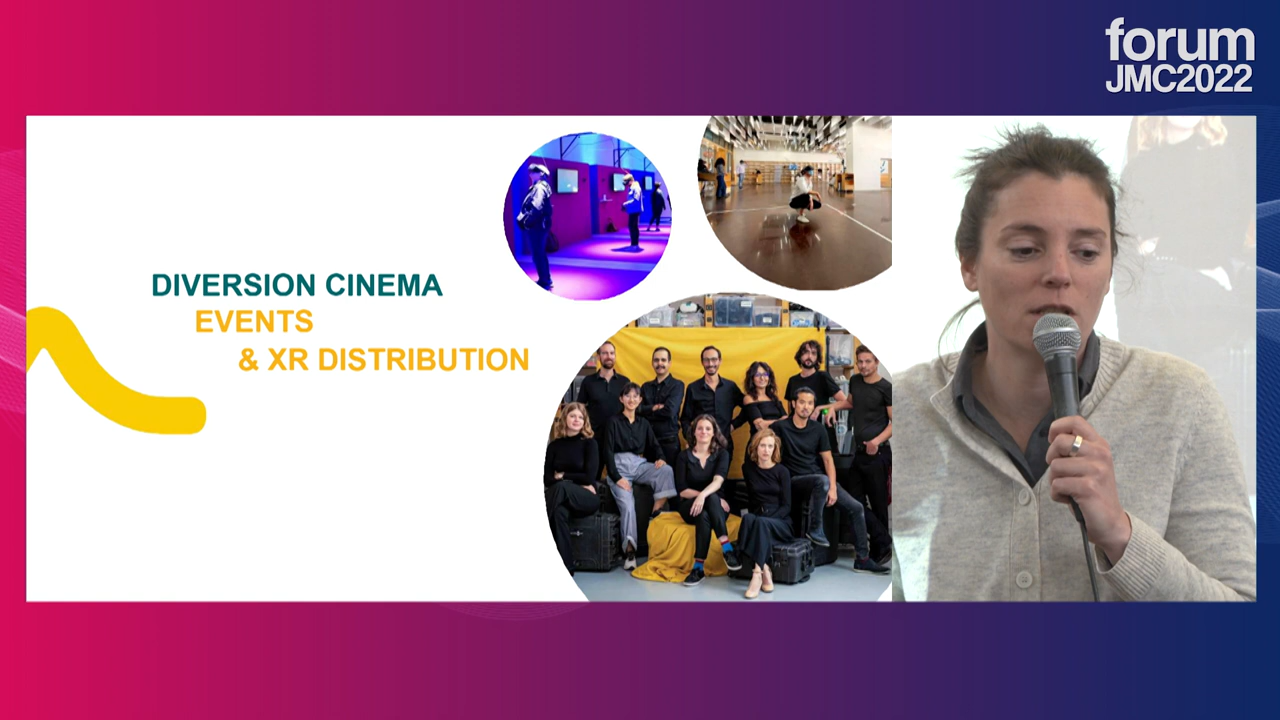 forum
JMC2022
DIVERSION CINEMA
EVENTS
& XR DISTRIBUTION